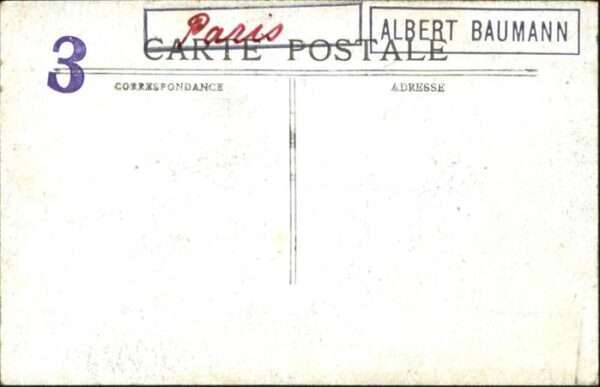 Paris
ALBERT BAUMANN
3
CARTE POSTALE
CORRESPONDANCE
ADRESSE